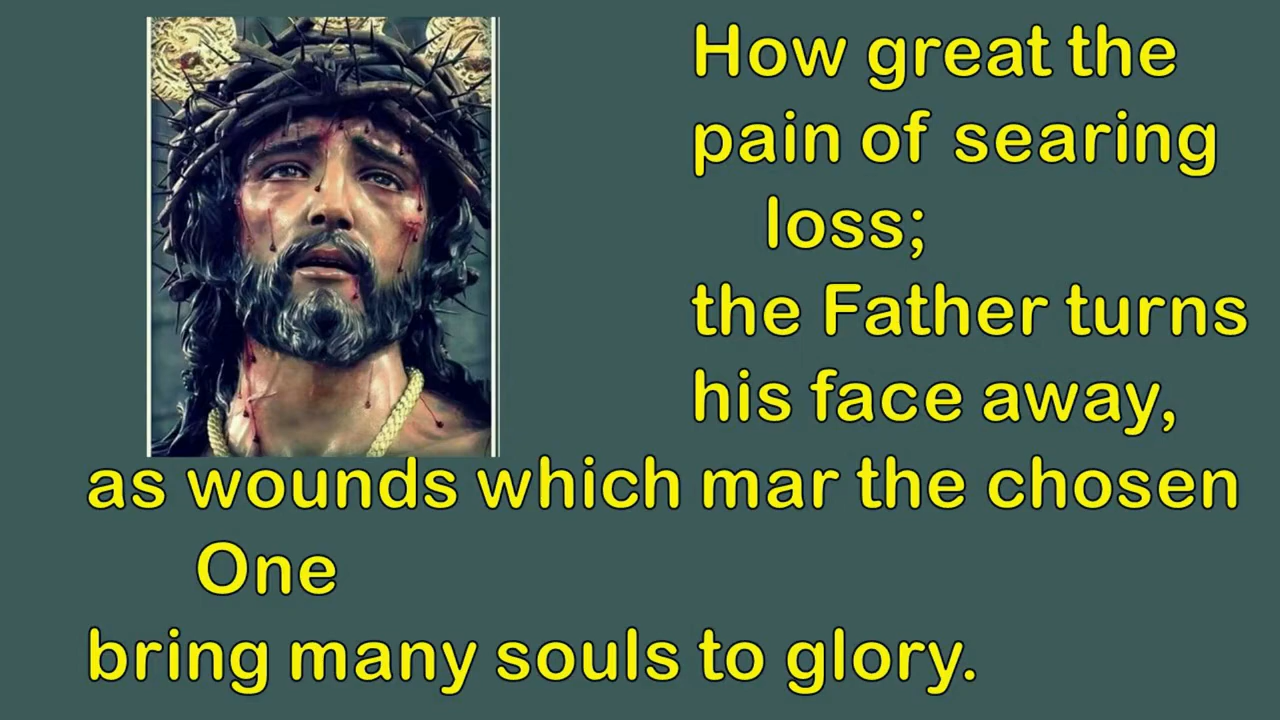 How great the
pain of searing
loss;
the Father turns
his face away,
as wounds which mar the chosen
One
bring many souls to glory.